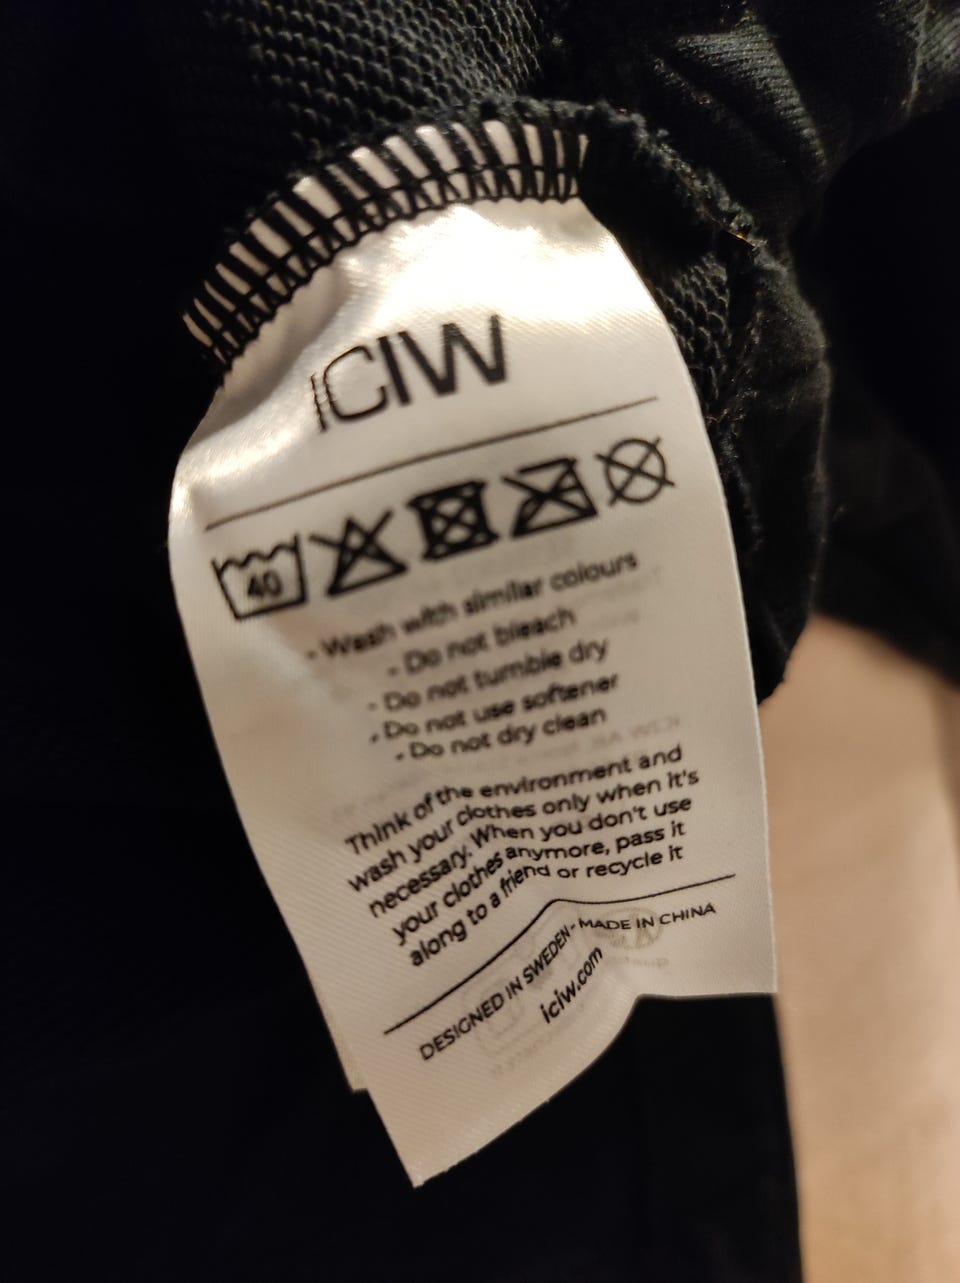 ICIW
40
- Wash with similar colours
- Do not bleach
- Do not tumble dry
- Do not use softener
- Do not dry clean
Think of the environment and
wash your clothes only when it's
necessary. When you don't use
your clothes anymore, pass it
along to a friend or recycle it
DESIGNED IN SWEDEN - MADE IN CHINA
iciw.com